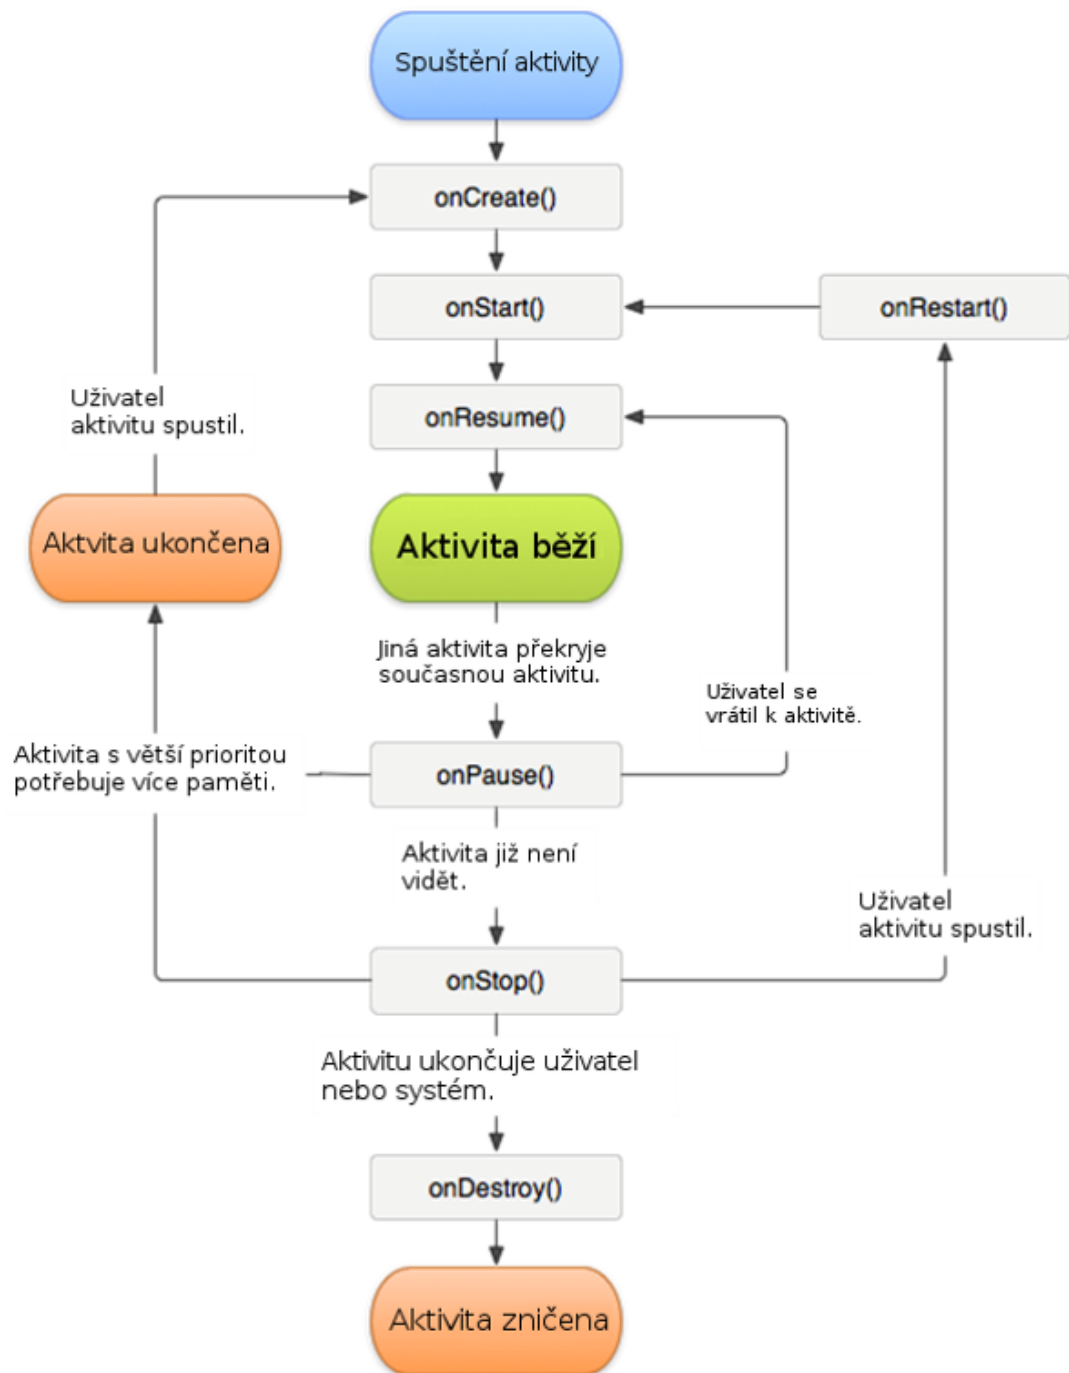 Spuštění aktivity
onCreate()
onStart()
onRestart()
Uživatel
aktivitu spustil.
onResume()
Aktvita ukončena
Aktivita běží
Jiná aktivita překryje
současnou aktivitu.
Uživatel se
vrátil k aktivitě.
Aktivita s větší prioritou
potřebuje více paměti.
onPause()
Aktivita již není
vidět.
Uživatel
aktivitu spustil.
onStop()
Aktivitu ukončuje uživatel
nebo systém.
onDestroy()
Aktivita zničena